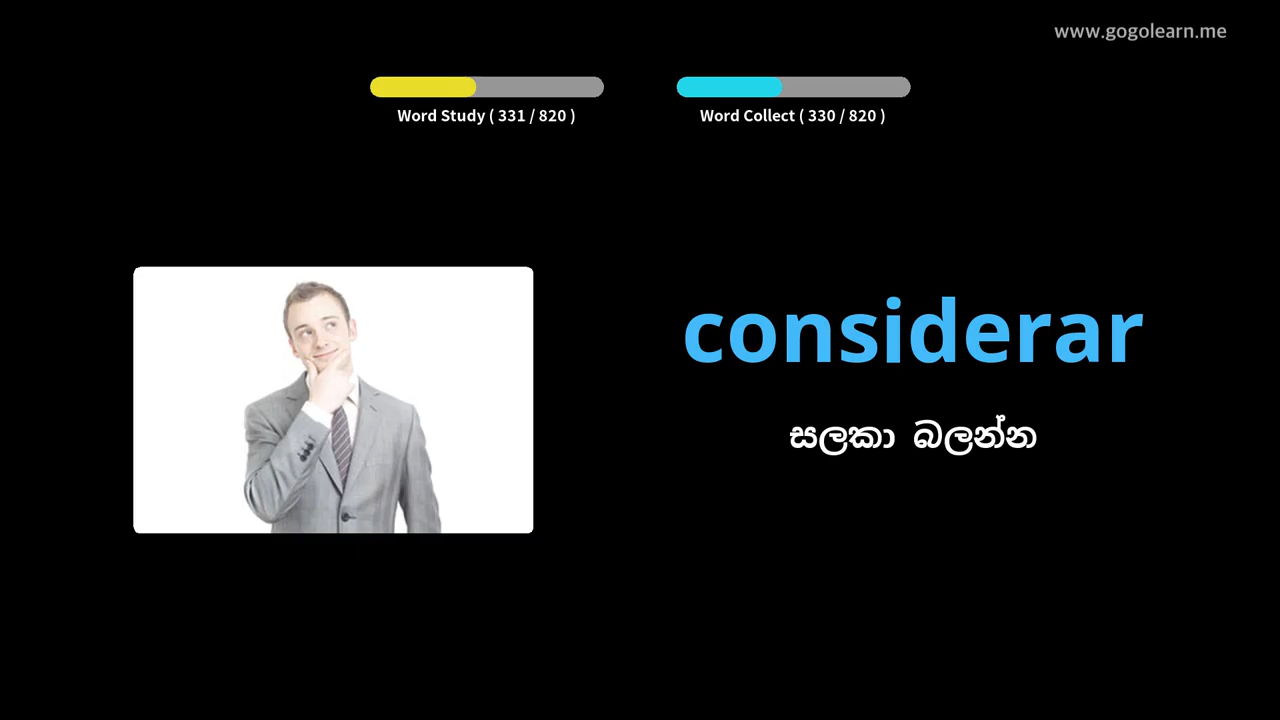 www.gogolearn.me
Word Study ( 331 / 820 )
Word Collect ( 330 / 820 )
considerar
සලකා බලන්න